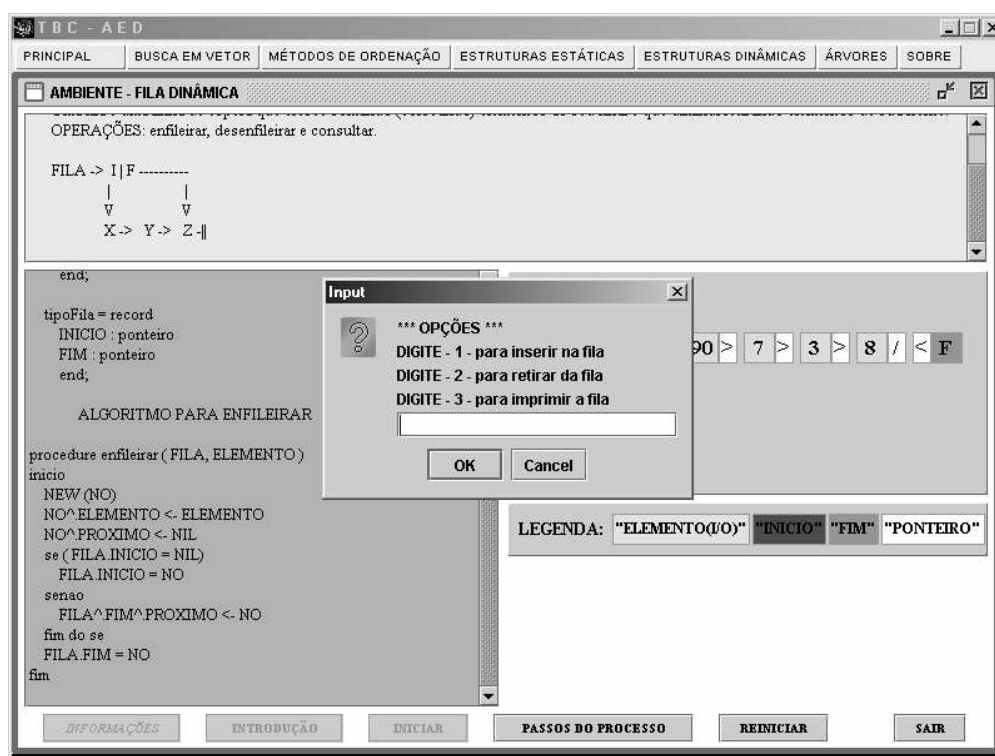 TBC - AED
PRINCIPAL BUSCA EM VETOR MÉTODOS DE ORDENAÇÃO ESTRUTURAS ESTÁTICAS ESTRUTURAS DINÂMICAS ÁRVORES SOBRE
AMBIENTE - FILA DINÂMICA
OPERAÇÕES: enfileirar, desenfileirar e consultar.
FILA -> I|F ----------
| |
V V
X-> Y-> Z-||
end;
tipoFila = record
INICIO : ponteiro
FIM : ponteiro
end;
ALGORITMO PARA ENFILEIRAR
procedure enfileirar ( FILA, ELEMENTO )
inicio
NEW (NO)
NO^.ELEMENTO <- ELEMENTO
NO^.PROXIMO <- NIL
se ( FILA.INICIO = NIL)
FILA.INICIO = NO
senao
FILA^.FIM^.PROXIMO <- NO
fim do se
FILA.FIM = NO
fim
Input
*** OPÇÕES ***
DIGITE - 1 - para inserir na fila
DIGITE - 2 - para retirar da fila
DIGITE - 3 - para imprimir a fila
OK Cancel
90 > 7 > 3 > 8 / < F
LEGENDA: "ELEMENTO(I/O)" "INICIO" "FIM" "PONTEIRO"
INFORMAÇÕES INTRODUÇÃO INICIAR PASSOS DO PROCESSO REINICIAR SAIR